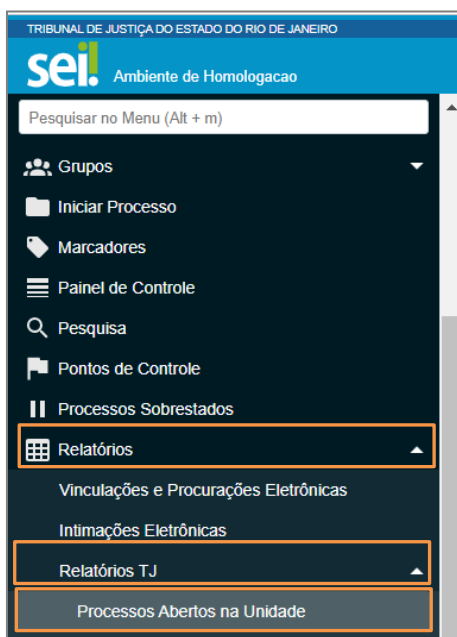 TRIBUNAL DE JUSTIÇA DO ESTADO DO RIO DE JANEIRO
sei!
Ambiente de Homologacao
Pesquisar no Menu (Alt + m)
Grupos
Iniciar Processo
Marcadores
Painel de Controle
Pesquisa
Pontos de Controle
Processos Sobrestados
Relatórios
Vinculações e Procurações Eletrônicas
Intimações Eletrônicas
Relatórios TJ
Processos Abertos na Unidade